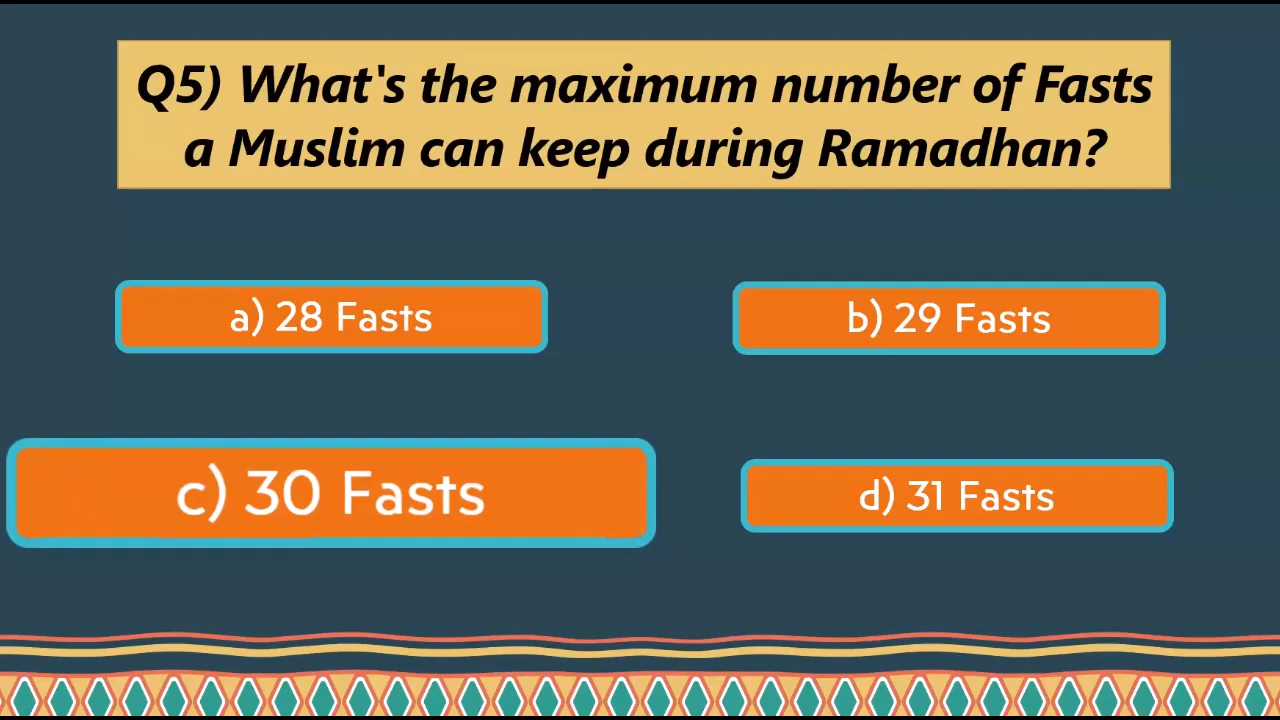 Q5) What's the maximum number of Fasts
a Muslim can keep during Ramadhan?
a) 28 Fasts
b) 29 Fasts
c) 30 Fasts
d) 31 Fasts